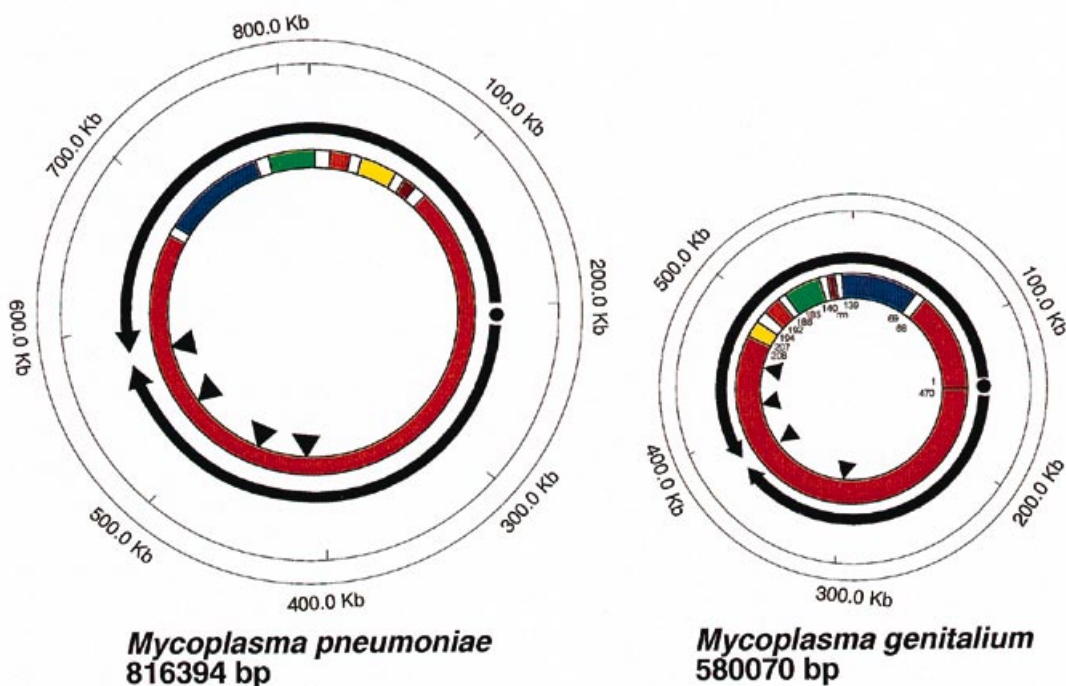 800.0 Kb
100.0 Kb
200.0 Kb
300.0 Kb
400.0 Kb
500.0 Kb
600.0 Kb
700.0 Kb
Mycoplasma pneumoniae
816394 bp
100.0 Kb
200.0 Kb
300.0 Kb
400.0 Kb
500.0 Kb
1
470
68
69
139
rrn
140
185
188
192
194
207
208
Mycoplasma genitalium
580070 bp